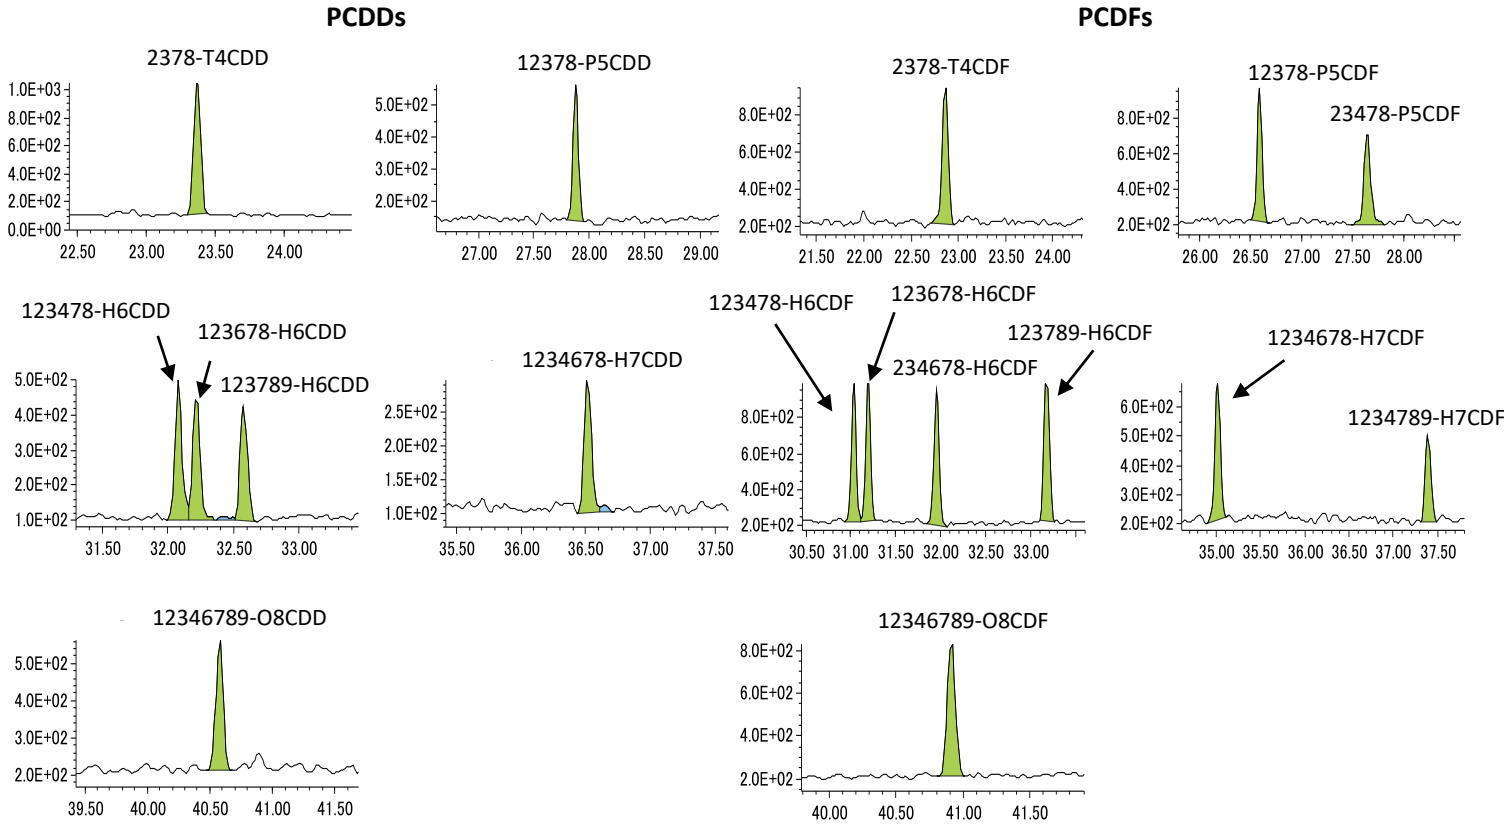 PCDDs
PCDFs
2378-T4CDD
1.0E+03
8.0E+02
6.0E+02
4.0E+02
2.0E+02
0.0E+00
22.50 23.00 23.50 24.00
12378-P5CDD
5.0E+02
4.0E+02
3.0E+02
2.0E+02
27.00 27.50 28.00 28.50 29.00
2378-T4CDF
8.0E+02
6.0E+02
4.0E+02
2.0E+02
21.50 22.00 22.50 23.00 23.50 24.00
12378-P5CDF
23478-P5CDF
8.0E+02
6.0E+02
4.0E+02
2.0E+02
26.00 26.50 27.00 27.50 28.00
123478-H6CDD
123678-H6CDD
123789-H6CDD
5.0E+02
4.0E+02
3.0E+02
2.0E+02
1.0E+02
31.50 32.00 32.50 33.00
1234678-H7CDD
2.5E+02
2.0E+02
1.5E+02
1.0E+02
35.50 36.00 36.50 37.00 37.50
123478-H6CDF
123678-H6CDF
123789-H6CDF
234678-H6CDF
8.0E+02
6.0E+02
4.0E+02
2.0E+02
30.50 31.00 31.50 32.00 32.50 33.00
1234678-H7CDF
1234789-H7CDF
6.0E+02
5.0E+02
4.0E+02
3.0E+02
2.0E+02
35.00 35.50 36.00 36.50 37.00 37.50
12346789-O8CDD
5.0E+02
4.0E+02
3.0E+02
2.0E+02
39.50 40.00 40.50 41.00 41.50
12346789-O8CDF
8.0E+02
6.0E+02
4.0E+02
2.0E+02
40.00 40.50 41.00 41.50